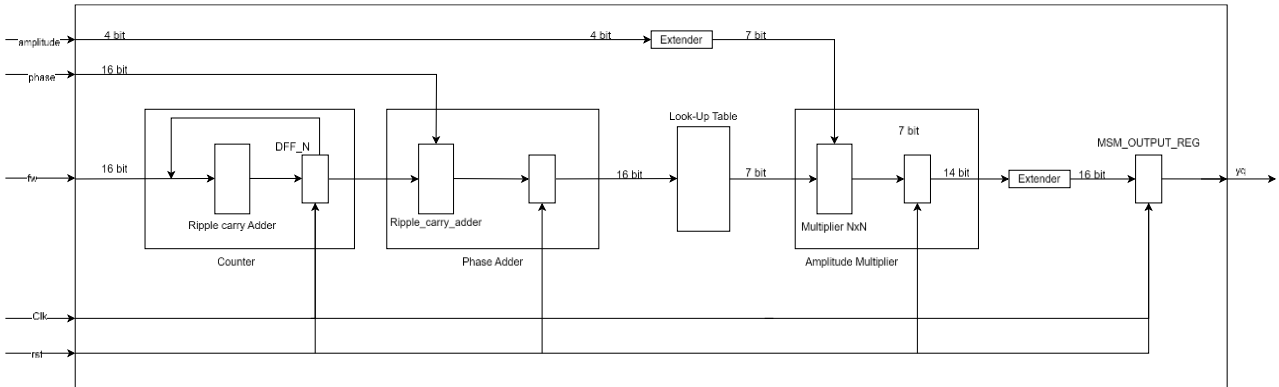 amplitude
4 bit
4 bit
Extender
7 bit
phase
16 bit
Look-Up Table
7 bit
DFF_N
MSM_OUTPUT_REG
fw
16 bit
16 bit
7 bit
14 bit
Extender
16 bit
yq
Ripple carry Adder
Ripple_carry_adder
Multiplier NxN
Counter
Phase Adder
Amplitude Multiplier
Clk
rst